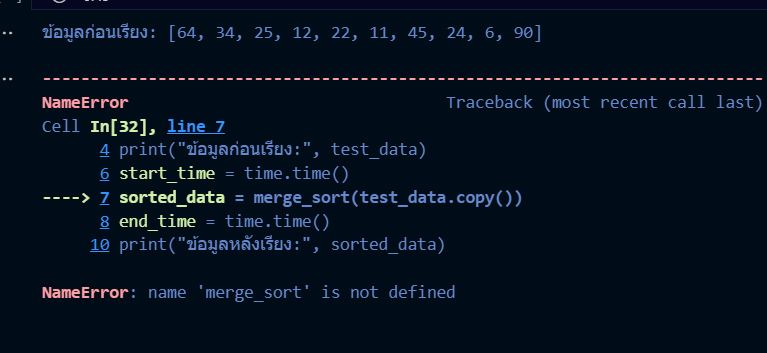 ข้อมูลก่อนเรียง: [64, 34, 25, 12, 22, 11, 45, 24, 6, 90]
---------------------------------------------------------------------------
NameError                                 Traceback (most recent call last)
Cell In[32], line 7
      4 print("ข้อมูลก่อนเรียง:", test_data)
      6 start_time = time.time()
----> 7 sorted_data = merge_sort(test_data.copy())
      8 end_time = time.time()
     10 print("ข้อมูลหลังเรียง:", sorted_data)
NameError: name 'merge_sort' is not defined